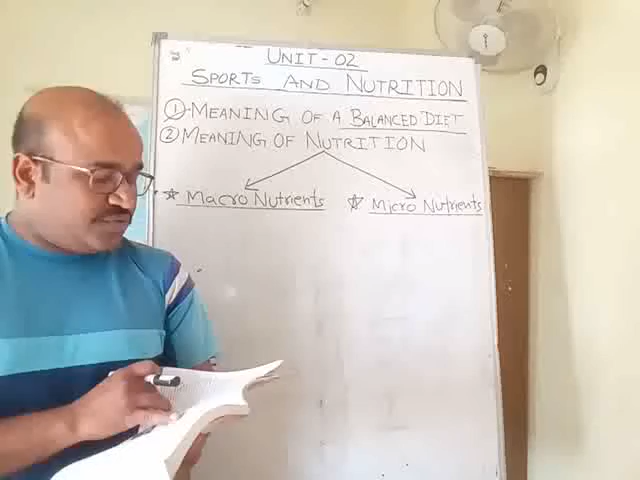 UNIT-02
SPORTS AND NUTRITION
① MEANING OF A BALANCED DIET
② MEANING OF NUTRITION
☆ Macro Nutrients ☆ Micro Nutrients